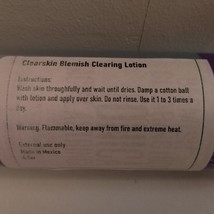 Clearskin Blemish Clearing Lotion
Instructions:
Wash skin throughfully and wait until dries. Damp a cotton ball
with lotion and apply over skin. Do not rinse. Use it 1 to 3 times a
day.
Warning. Flammable, keep away from fire and extreme heat.
External use only
Made in Mexico